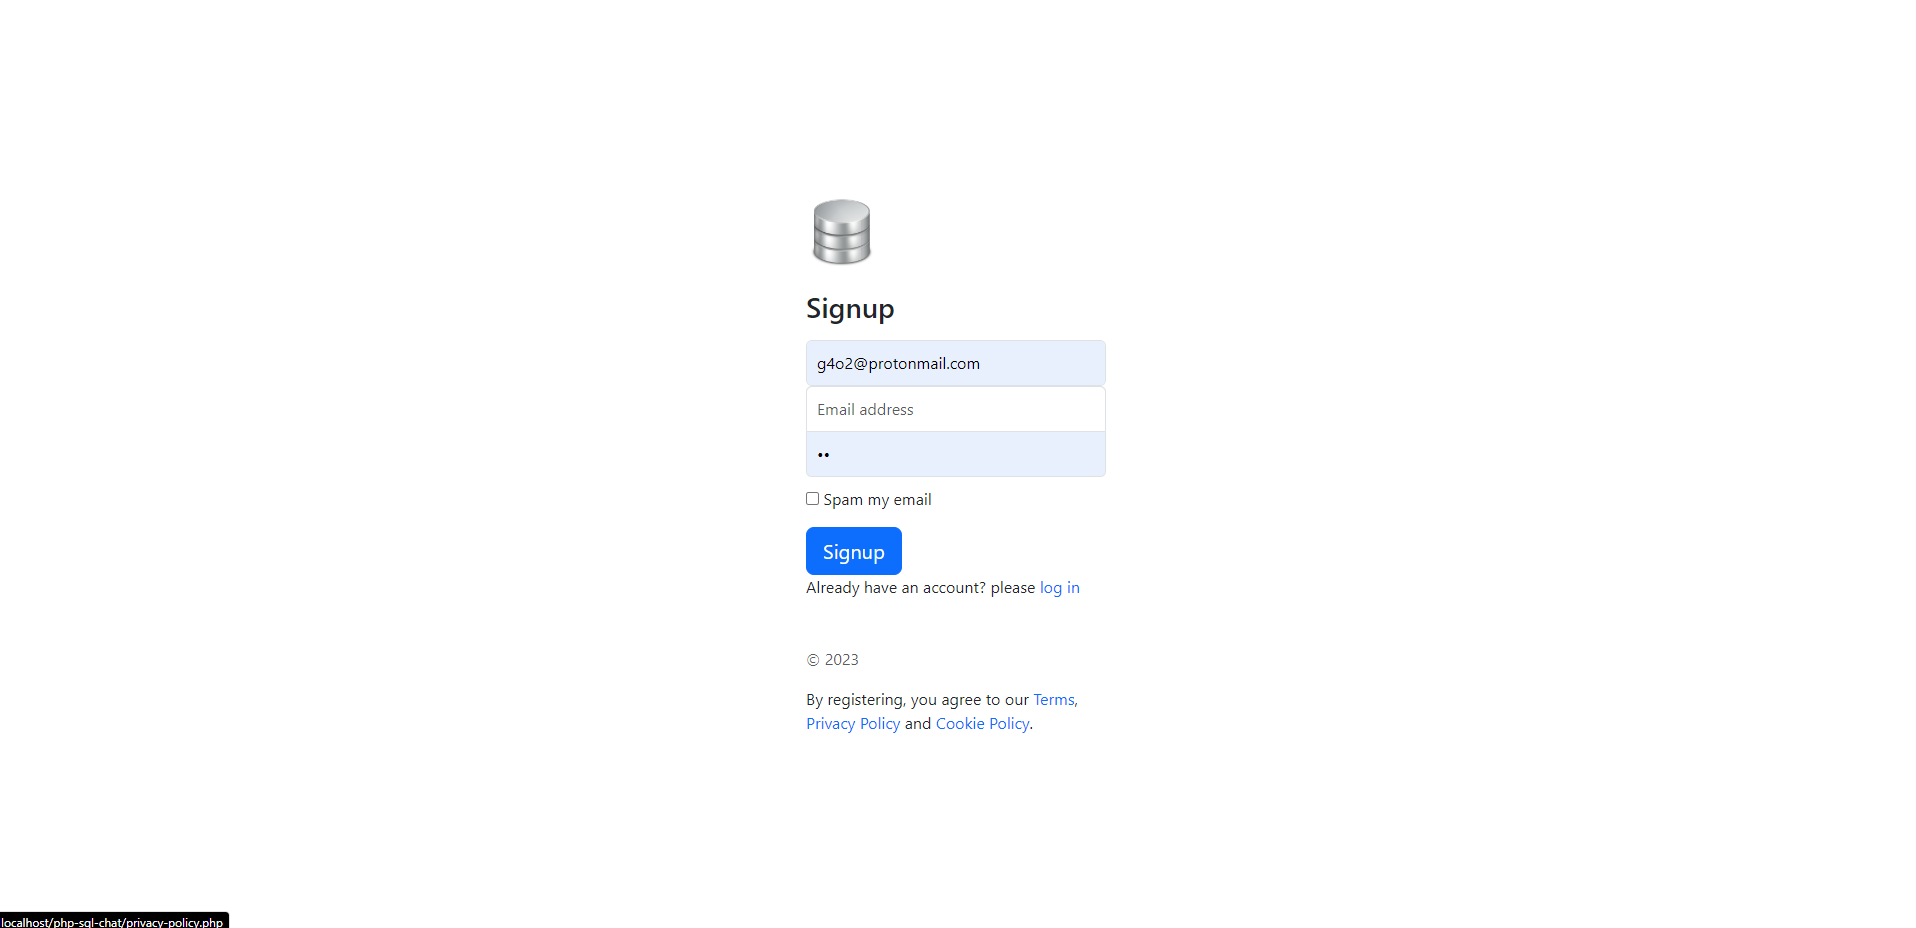 Signup
g4o2@protonmail.com
Email address
••
Spam my email
Signup
Already have an account? please log in
© 2023
By registering, you agree to our Terms,
Privacy Policy and Cookie Policy.
localhost/php-sql-chat/privacy-policy.php